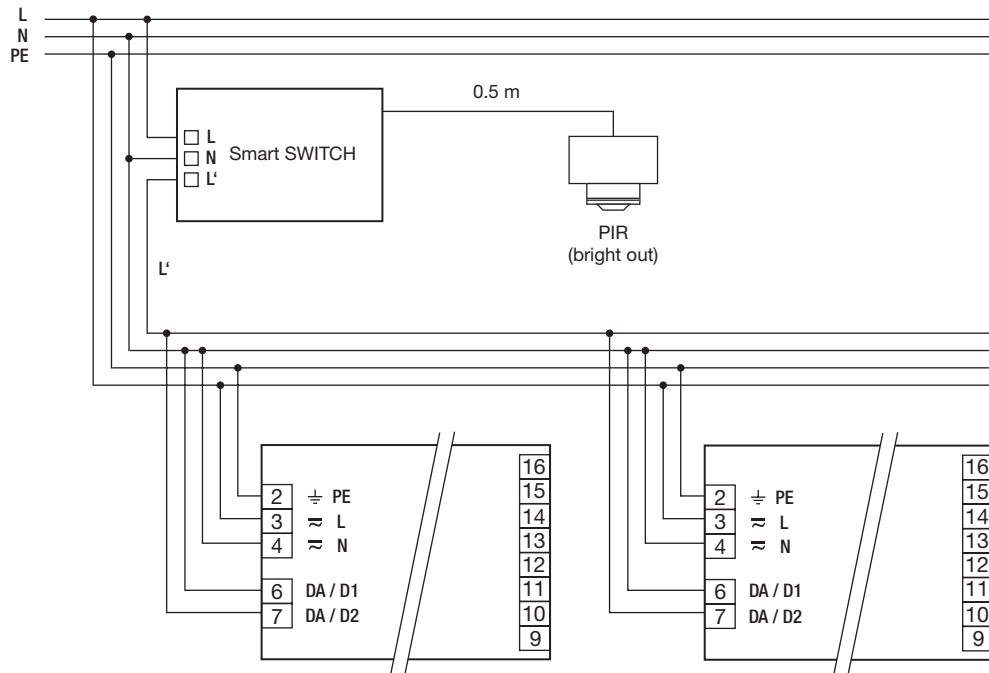 L
N
PE
0.5 m
L
N
L‘
Smart SWITCH
PIR
(bright out)
L‘
2 PE
3 L
4 N
6 DA / D1
7 DA / D2
16
15
14
13
12
11
10
9
2 PE
3 L
4 N
6 DA / D1
7 DA / D2
16
15
14
13
12
11
10
9